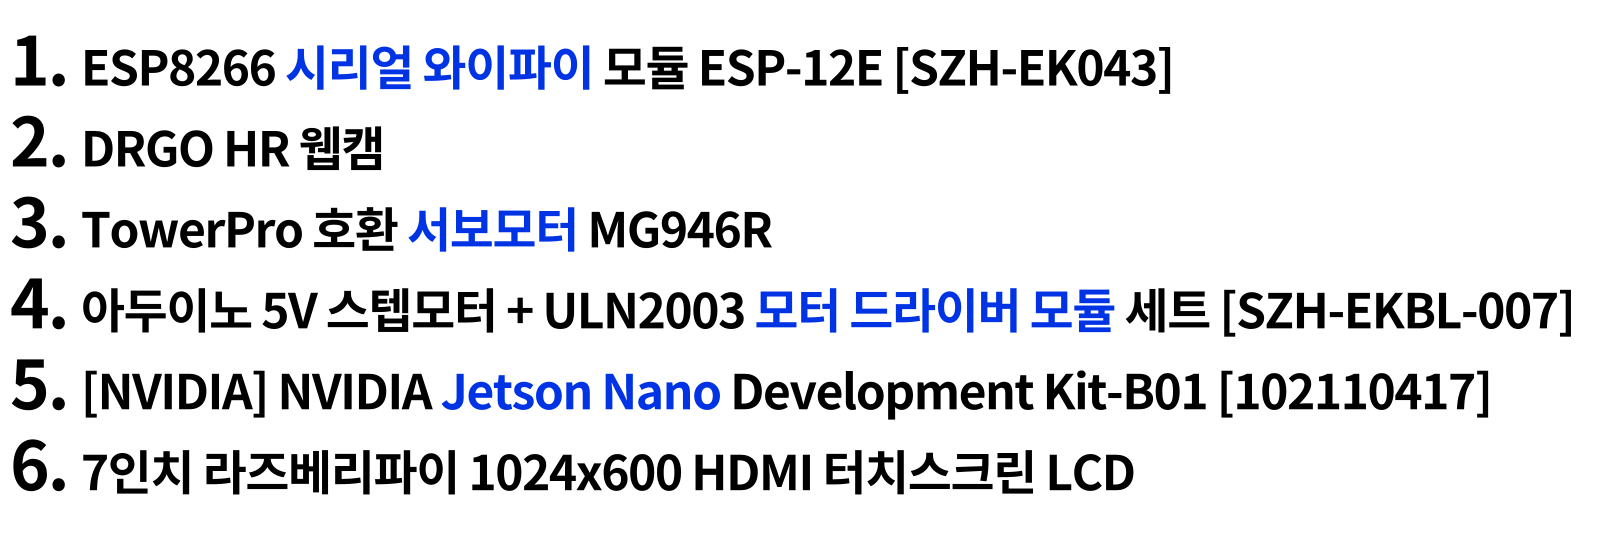 1. ESP8266 시리얼 와이파이 모듈 ESP-12E [SZH-EK043]
2. DRGO HR 웹캠
3. TowerPro 호환 서보모터 MG946R
4. 아두이노 5V 스텝모터 + ULN2003 모터 드라이버 모듈 세트 [SZH-EKBL-007]
5. [NVIDIA] NVIDIA Jetson Nano Development Kit-B01 [102110417]
6. 7인치 라즈베리파이 1024x600 HDMI 터치스크린 LCD